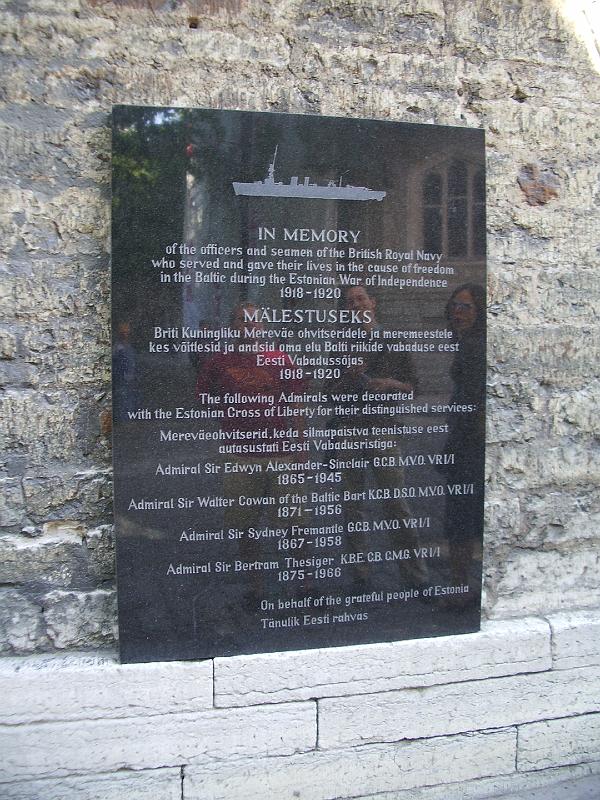 IN MEMORY
of the officers and seamen of the British Royal Navy
who served and gave their lives in the cause of freedom
in the Baltic during the Estonian War of Independence
1918-1920
MÄLESTUSEKS
Briti Kuningliku Mereväe ohvitseridele ja meremeestele
kes võitlesid ja andsid oma elu Balti riikide vabaduse eest
Eesti Vabadussõjas
1918-1920
The following Admirals were decorated
with the Estonian Cross of Liberty for their distinguished services:
Mereväeohvitserid, keda silmapaistva teenistuse eest
autasustati Eesti Vabadusristiga:
Admiral Sir Edwyn Alexander-Sinclair G.C.B. M.V.O. VR I/I
1865-1945
Admiral Sir Walter Cowan of the Baltic Bart K.C.B. D.S.O. M.V.O. VR I/I
1871-1956
Admiral Sir Sydney Fremantle G.C.B. M.V.O. VR I/I
1867-1958
Admiral Sir Bertram Thesiger K.B.E. C.B. C.M.G. VR I/I
1875-1966
On behalf of the grateful people of Estonia
Tänulik Eesti rahvas